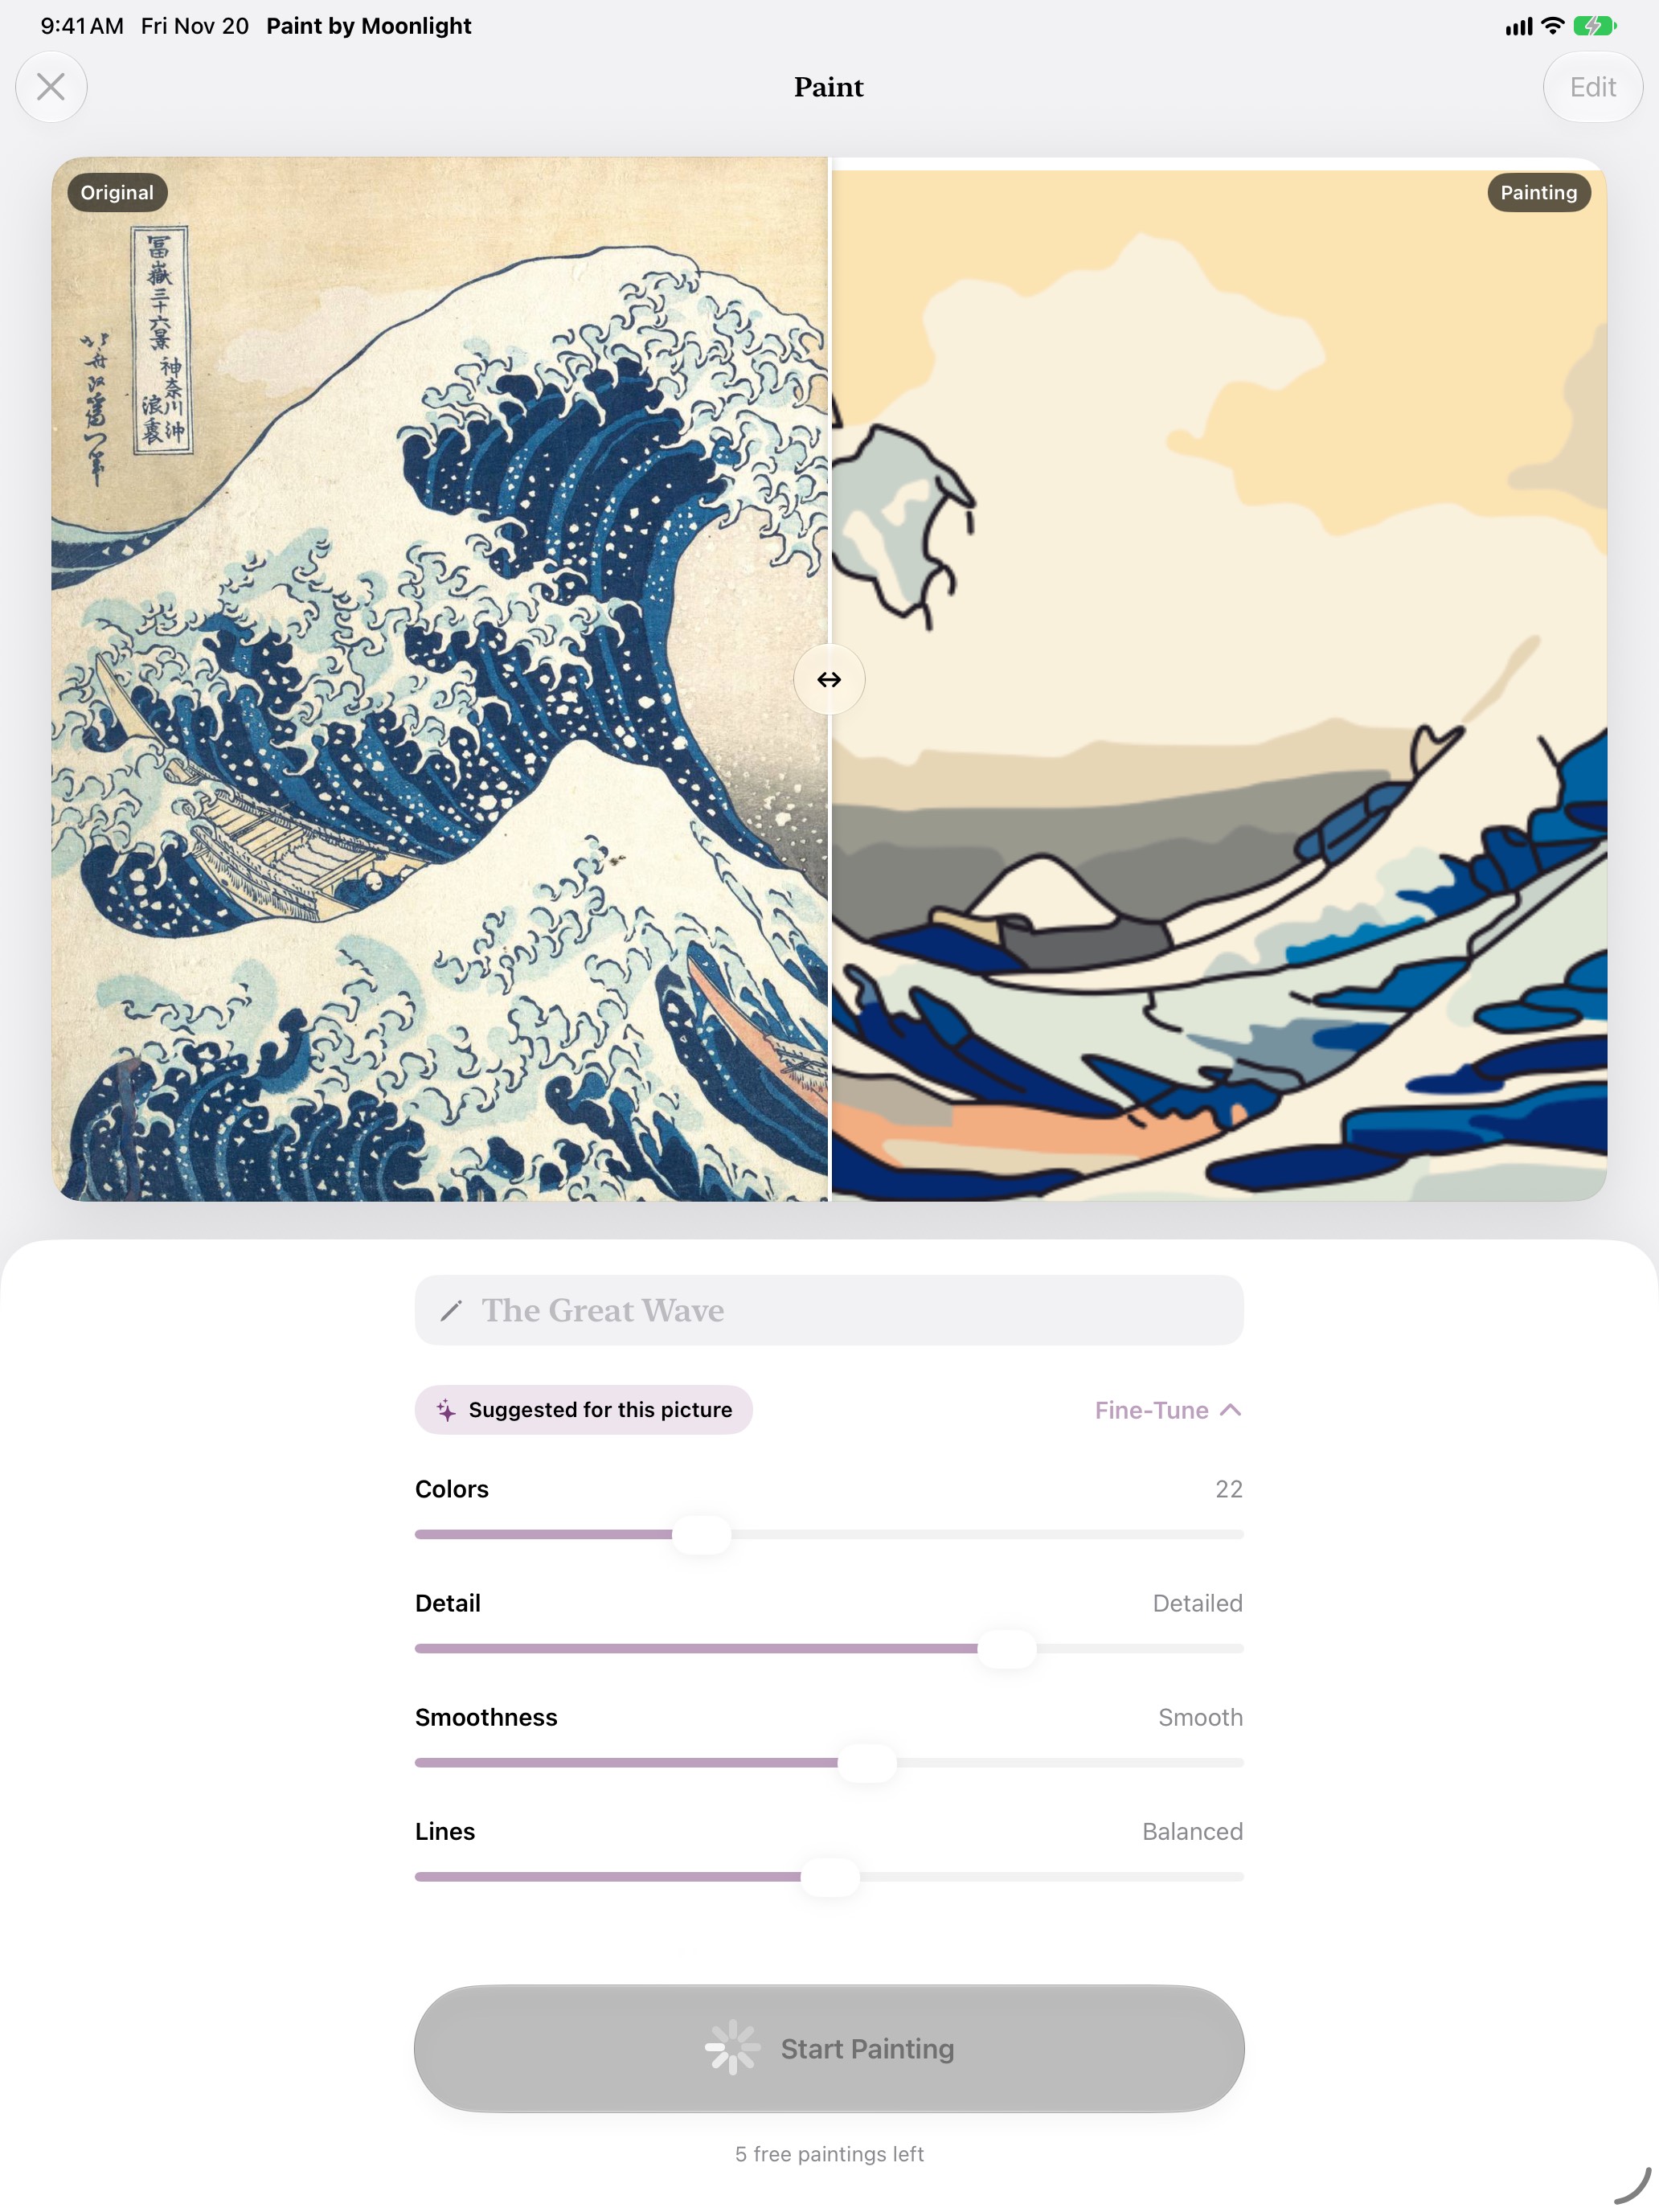 9:41 AM Fri Nov 20 Paint by Moonlight
Paint
Edit
Original
Painting
冨嶽三十六景
神奈川沖
浪裏
The Great Wave
Suggested for this picture
Fine-Tune
Colors
22
Detail
Detailed
Smoothness
Smooth
Lines
Balanced
Start Painting
5 free paintings left